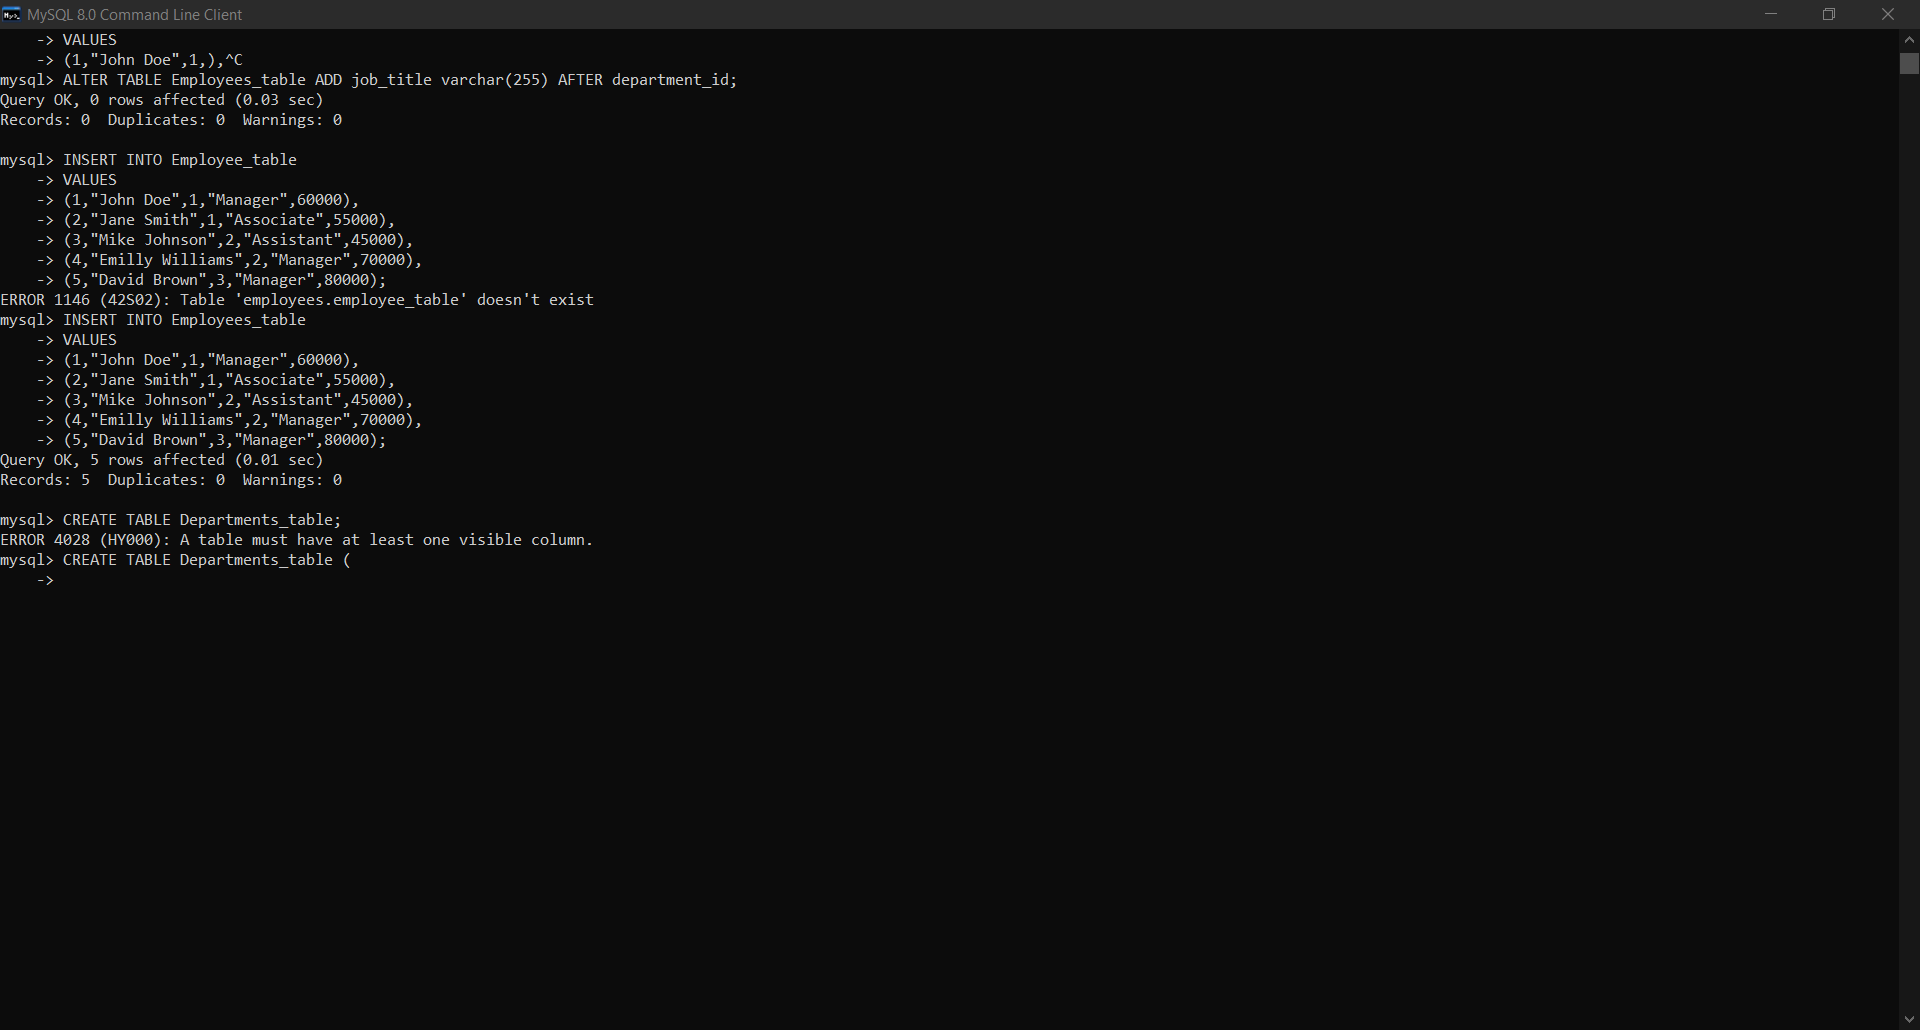 MySQL 8.0 Command Line Client
    -> VALUES
    -> (1,"John Doe",1,),^C
mysql> ALTER TABLE Employees_table ADD job_title varchar(255) AFTER department_id;
Query OK, 0 rows affected (0.03 sec)
Records: 0  Duplicates: 0  Warnings: 0

mysql> INSERT INTO Employee_table
    -> VALUES
    -> (1,"John Doe",1,"Manager",60000),
    -> (2,"Jane Smith",1,"Associate",55000),
    -> (3,"Mike Johnson",2,"Assistant",45000),
    -> (4,"Emilly Williams",2,"Manager",70000),
    -> (5,"David Brown",3,"Manager",80000);
ERROR 1146 (42S02): Table 'employees.employee_table' doesn't exist
mysql> INSERT INTO Employees_table
    -> VALUES
    -> (1,"John Doe",1,"Manager",60000),
    -> (2,"Jane Smith",1,"Associate",55000),
    -> (3,"Mike Johnson",2,"Assistant",45000),
    -> (4,"Emilly Williams",2,"Manager",70000),
    -> (5,"David Brown",3,"Manager",80000);
Query OK, 5 rows affected (0.01 sec)
Records: 5  Duplicates: 0  Warnings: 0

mysql> CREATE TABLE Departments_table;
ERROR 4028 (HY000): A table must have at least one visible column.
mysql> CREATE TABLE Departments_table (
    ->